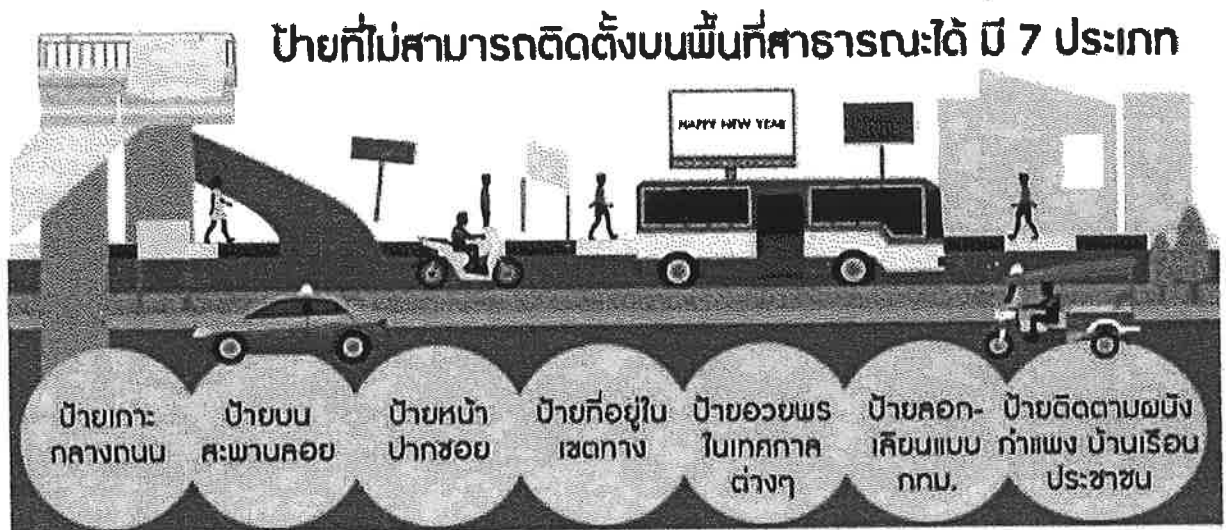 ป้ายที่ไม่สามารถติดตั้งบนพื้นที่สาธารณะได้ มี 7 ประเภท
HAPPY NEW YEAR
ป้ายเกาะ
กลางถนน
ป้ายบน
สะพานลอย
ป้ายหน้า
ปากซอย
ป้ายที่อยู่ใน
เขตทาง
ป้ายอวยพร
ในเทศกาล
ต่างๆ
ป้ายลอก-
เลียนแบบ
กทม.
ป้ายติดตามผนัง
กำแพง บ้านเรือน
ประชาชน